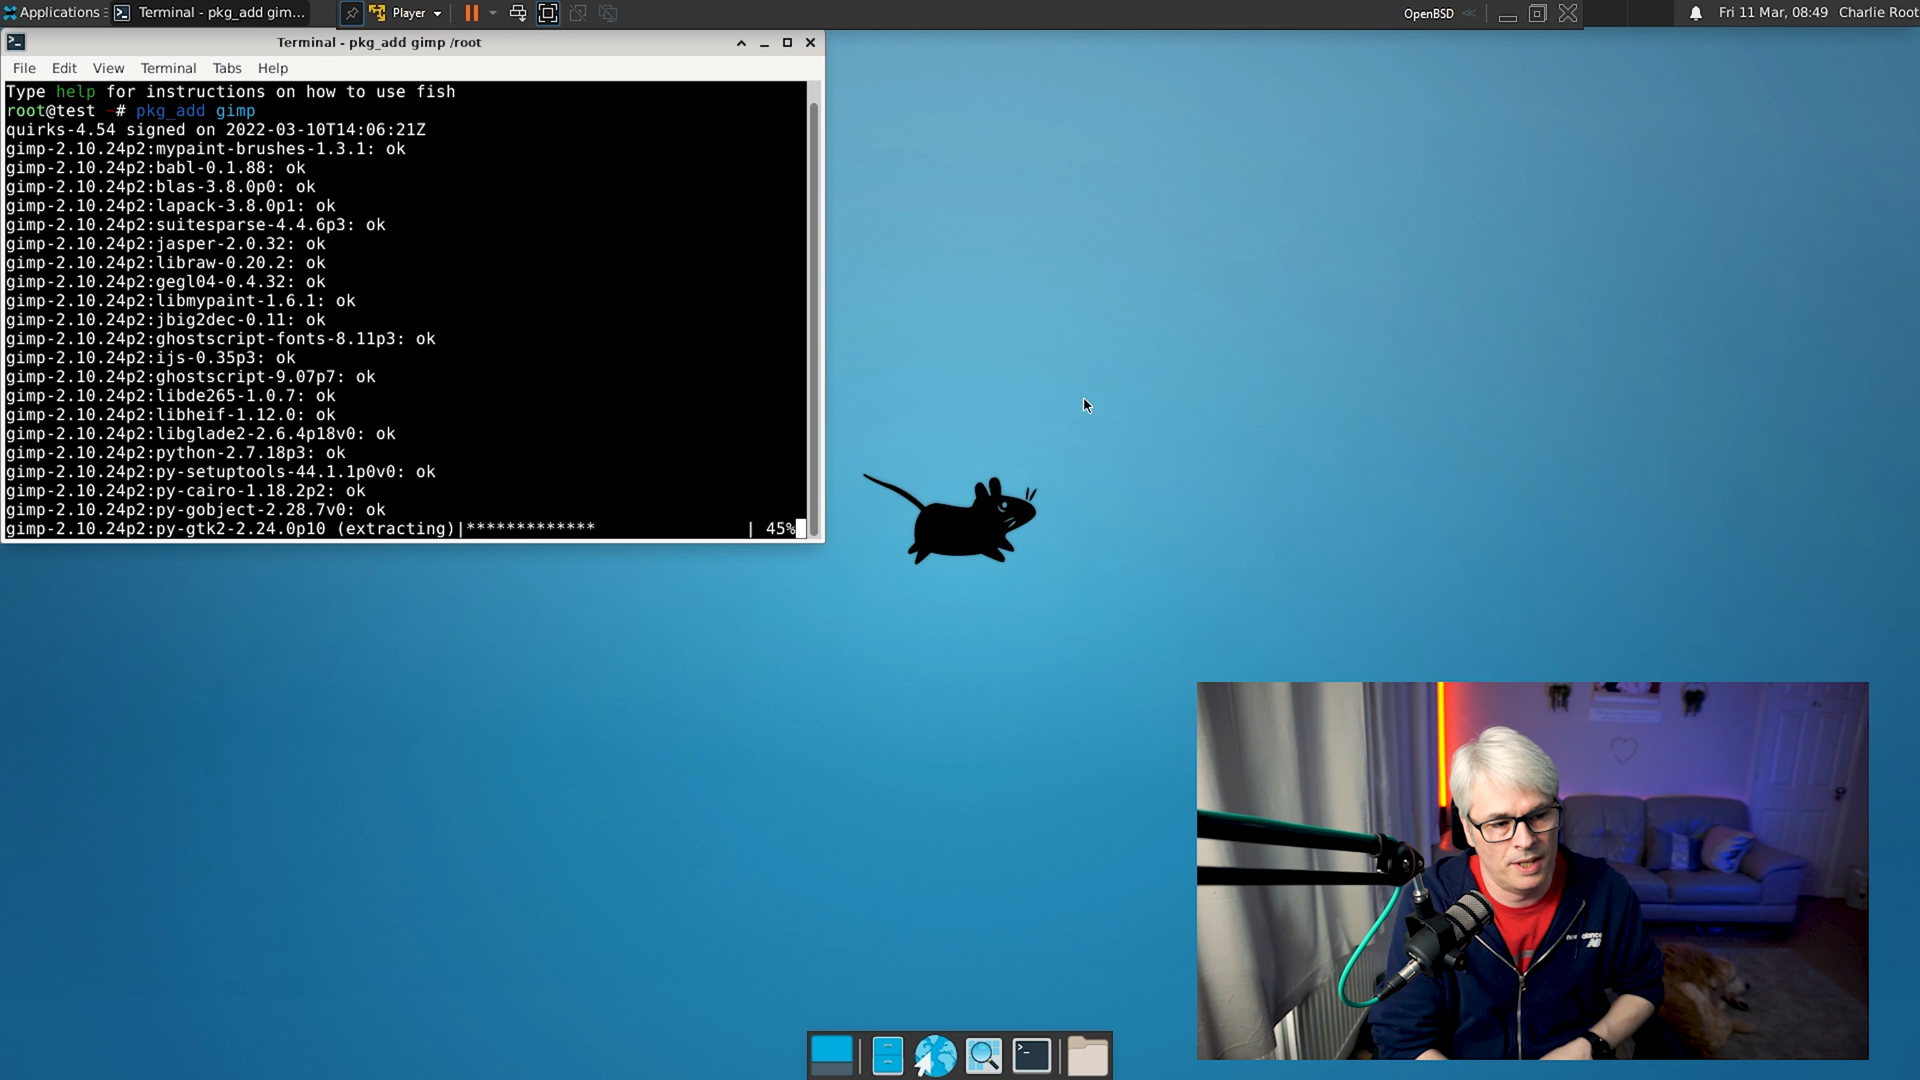 Applications
Terminal - pkg_add gim...
Player
OpenBSD
Fri 11 Mar, 08:49
Charlie Root
Terminal - pkg_add gimp /root
File Edit View Terminal Tabs Help
Type help for instructions on how to use fish
root@test ~# pkg_add gimp
quirks-4.54 signed on 2022-03-10T14:06:21Z
gimp-2.10.24p2:mypaint-brushes-1.3.1: ok
gimp-2.10.24p2:babl-0.1.88: ok
gimp-2.10.24p2:blas-3.8.0p0: ok
gimp-2.10.24p2:lapack-3.8.0p1: ok
gimp-2.10.24p2:suitesparse-4.4.6p3: ok
gimp-2.10.24p2:jasper-2.0.32: ok
gimp-2.10.24p2:libraw-0.20.2: ok
gimp-2.10.24p2:gegl04-0.4.32: ok
gimp-2.10.24p2:libmypaint-1.6.1: ok
gimp-2.10.24p2:jbig2dec-0.11: ok
gimp-2.10.24p2:ghostscript-fonts-8.11p3: ok
gimp-2.10.24p2:ijs-0.35p3: ok
gimp-2.10.24p2:ghostscript-9.07p7: ok
gimp-2.10.24p2:libde265-1.0.7: ok
gimp-2.10.24p2:libheif-1.12.0: ok
gimp-2.10.24p2:libglade2-2.6.4p18v0: ok
gimp-2.10.24p2:python-2.7.18p3: ok
gimp-2.10.24p2:py-setuptools-44.1.1p0v0: ok
gimp-2.10.24p2:py-cairo-1.18.2p2: ok
gimp-2.10.24p2:py-gobject-2.28.7v0: ok
gimp-2.10.24p2:py-gtk2-2.24.0p10 (extracting)|************* | 45%